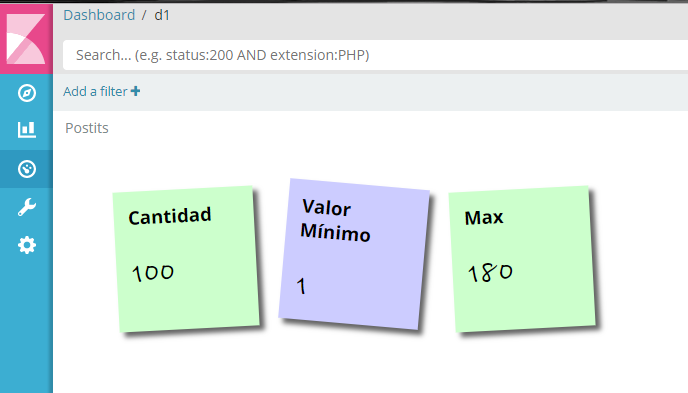 Dashboard / d1
Search... (e.g. status:200 AND extension:PHP)
Add a filter +
Postits
Cantidad
100
Valor
Mínimo
1
Max
180